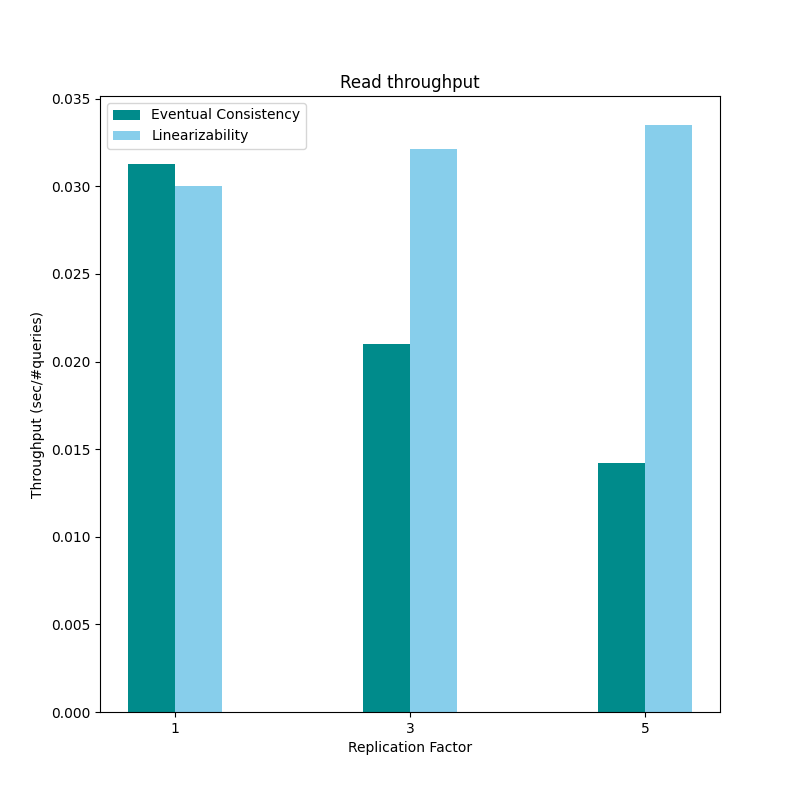 Read throughput
Eventual Consistency
Linearizability
0.035
0.030
0.025
0.020
0.015
0.010
0.005
0.000
Throughput (sec/#queries)
1
3
5
Replication Factor